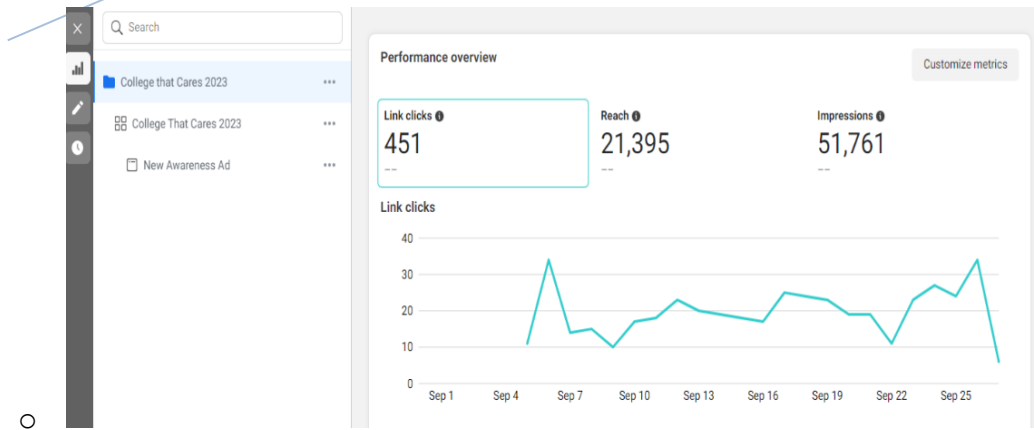 Search
College that Cares 2023
College That Cares 2023
New Awareness Ad
Performance overview
Customize metrics
Link clicks
451
--
Reach
21,395
--
Impressions
51,761
--
Link clicks
40
30
20
10
0
Sep 1 Sep 4 Sep 7 Sep 10 Sep 13 Sep 16 Sep 19 Sep 22 Sep 25